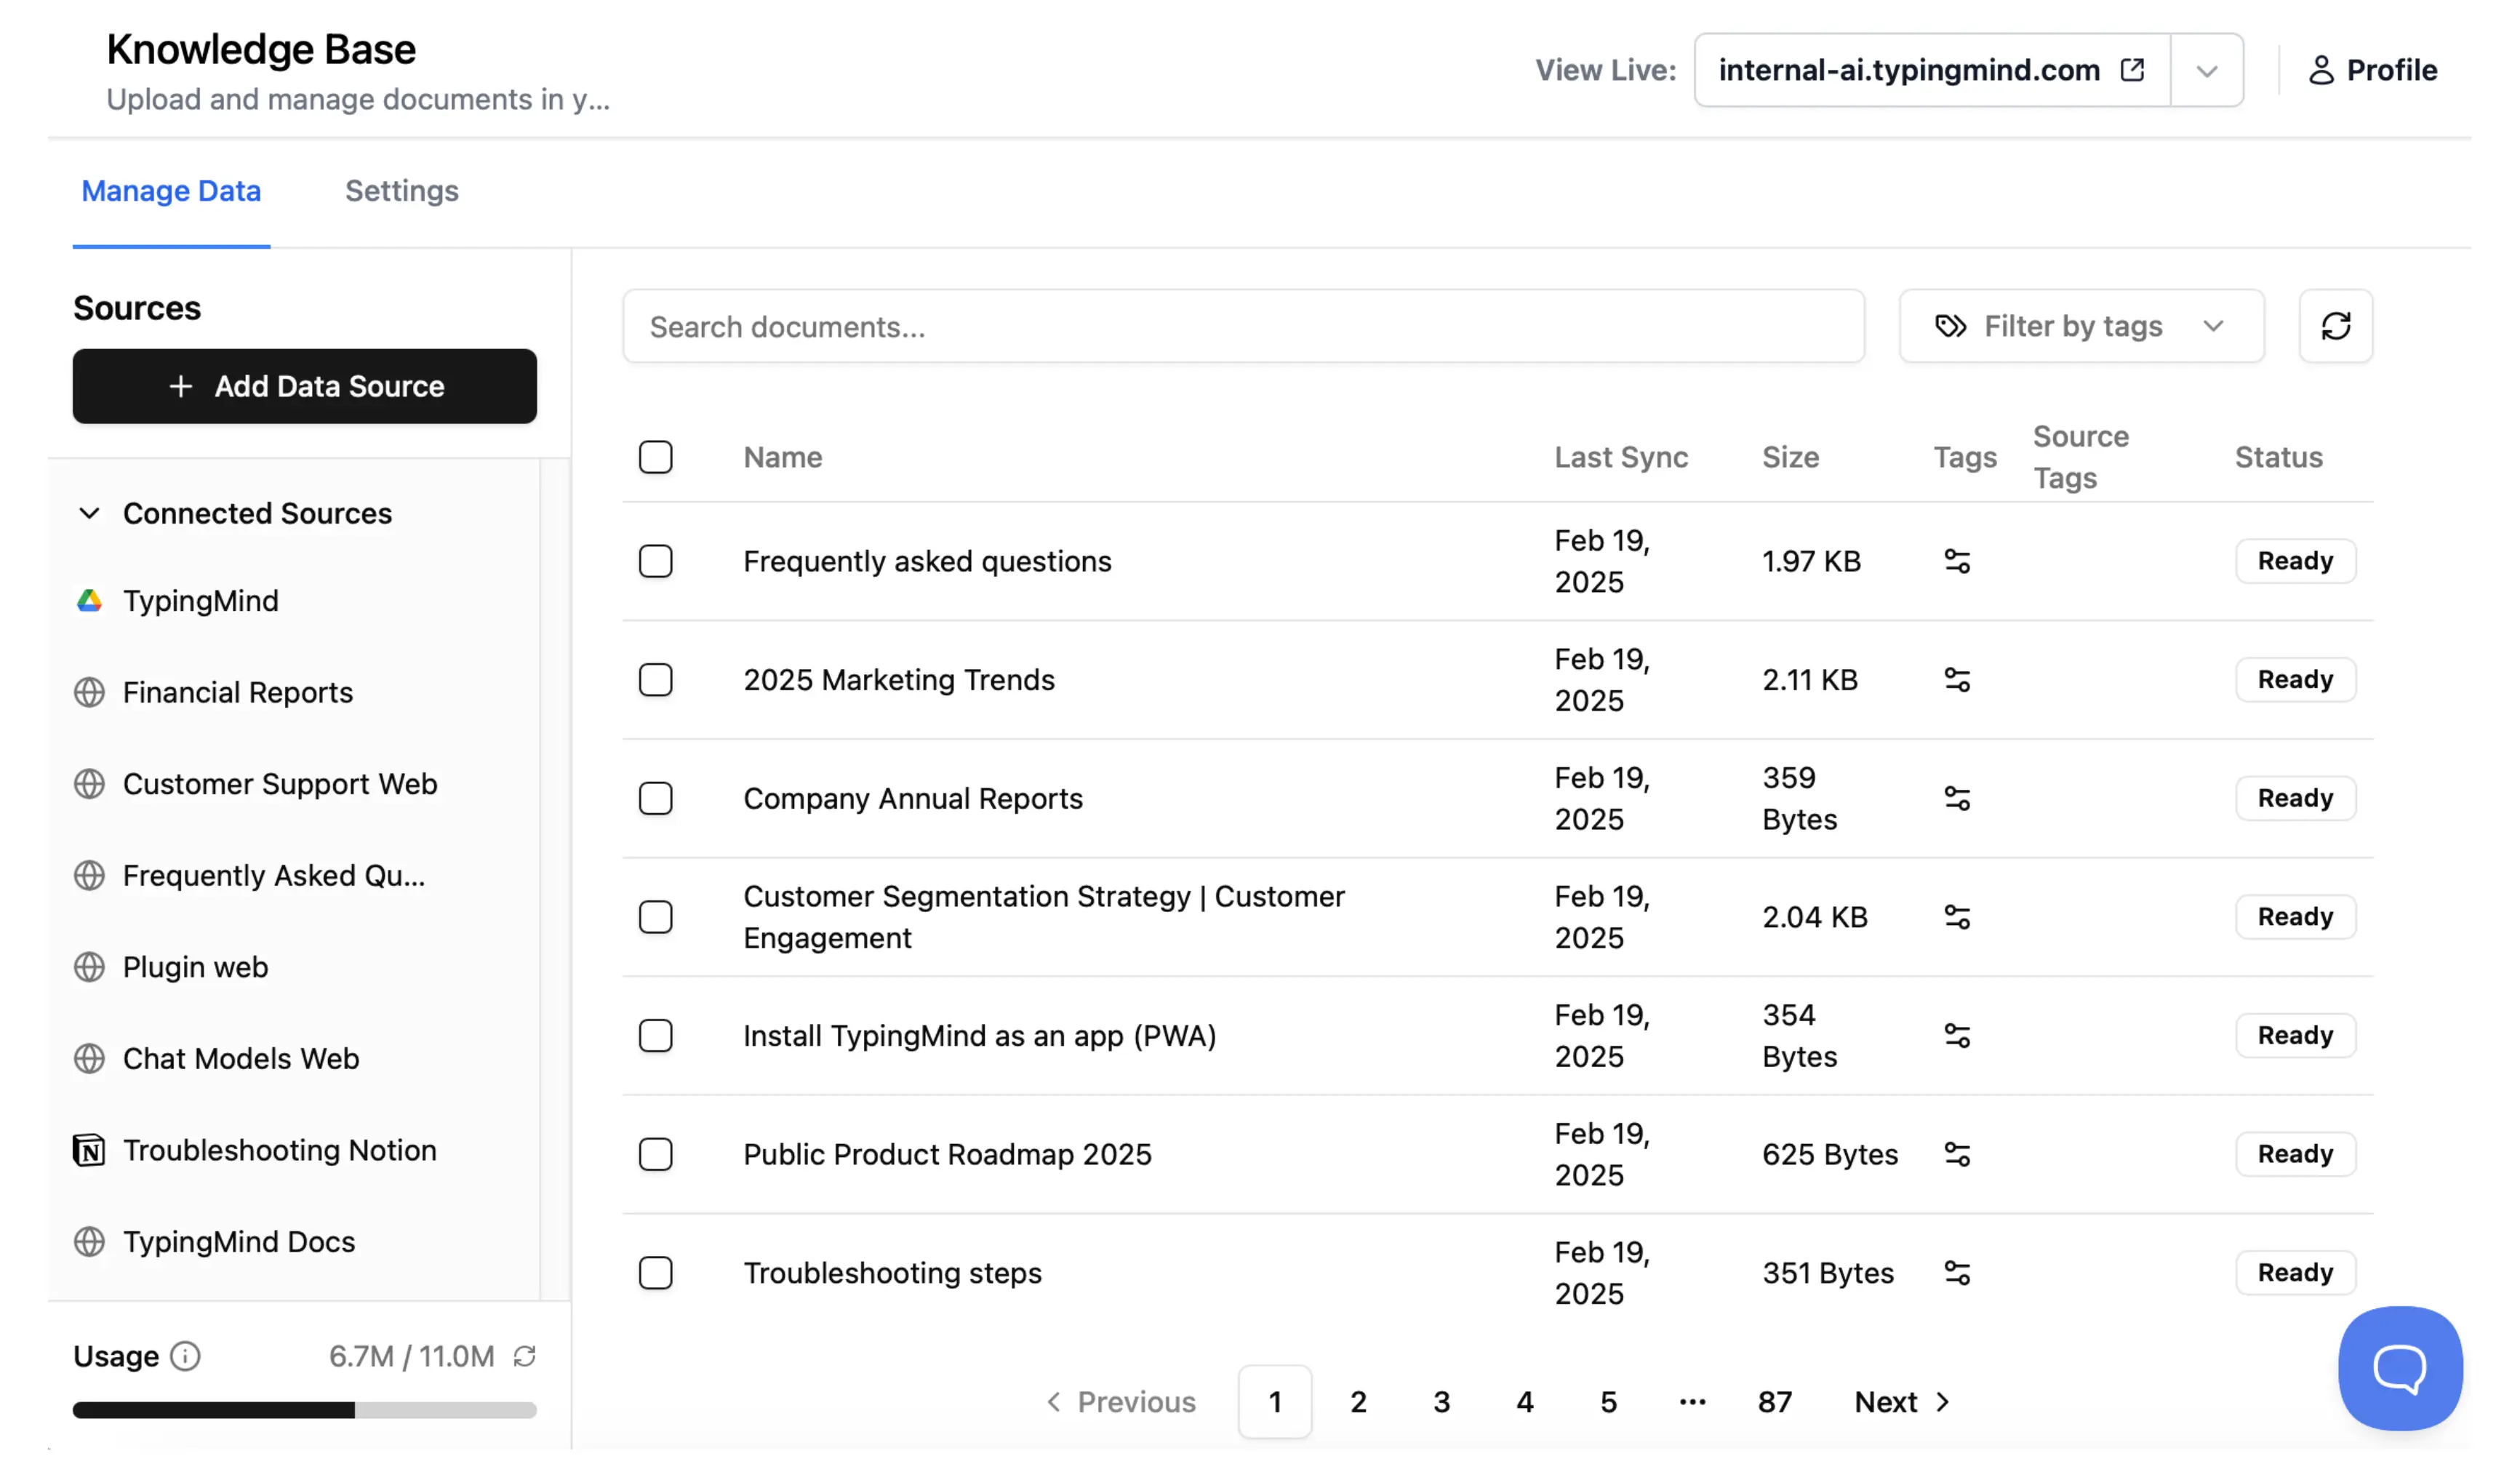 Knowledge Base
Upload and manage documents in y...
View Live:
internal-ai.typingmind.com
Profile
Manage Data
Settings
Sources
+ Add Data Source
Connected Sources
TypingMind
Financial Reports
Customer Support Web
Frequently Asked Qu...
Plugin web
Chat Models Web
Troubleshooting Notion
TypingMind Docs
Usage
6.7M / 11.0M
Search documents...
Filter by tags
Name
Last Sync
Size
Tags
Source
Tags
Status
Frequently asked questions
Feb 19,
2025
1.97 KB
Ready
2025 Marketing Trends
Feb 19,
2025
2.11 KB
Ready
Company Annual Reports
Feb 19,
2025
359
Bytes
Ready
Customer Segmentation Strategy | Customer
Engagement
Feb 19,
2025
2.04 KB
Ready
Install TypingMind as an app (PWA)
Feb 19,
2025
354
Bytes
Ready
Public Product Roadmap 2025
Feb 19,
2025
625 Bytes
Ready
Troubleshooting steps
Feb 19,
2025
351 Bytes
Ready
Previous 1 2 3 4 5 ... 87 Next